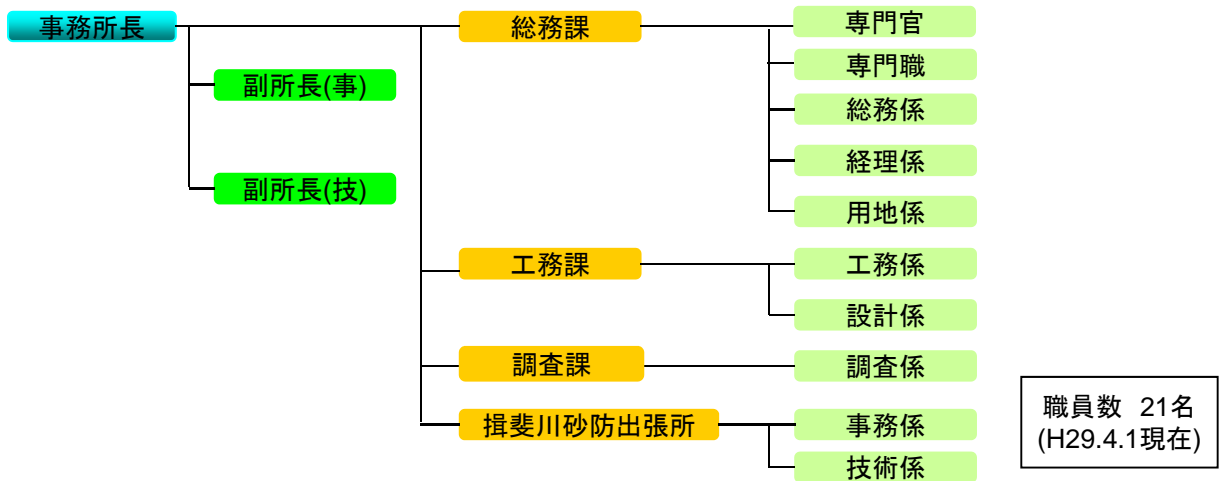 事務所長
総務課
専門官
専門職
副所長(事)
総務係
経理係
副所長(技)
用地係
工務課
工務係
設計係
調査課
調査係
揖斐川砂防出張所
事務係
技術係
職員数 21名
(H29.4.1現在)